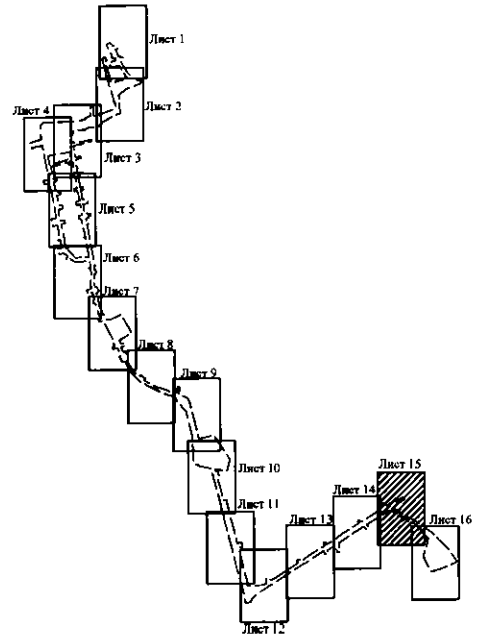 Лист 1
Лист 2
Лист 4
Лист 3
Лист 5
Лист 6
Лист 7
Лист 8
Лист 9
Лист 10
Лист 11
Лист 12
Лист 13
Лист 14
Лист 15
Лист 16